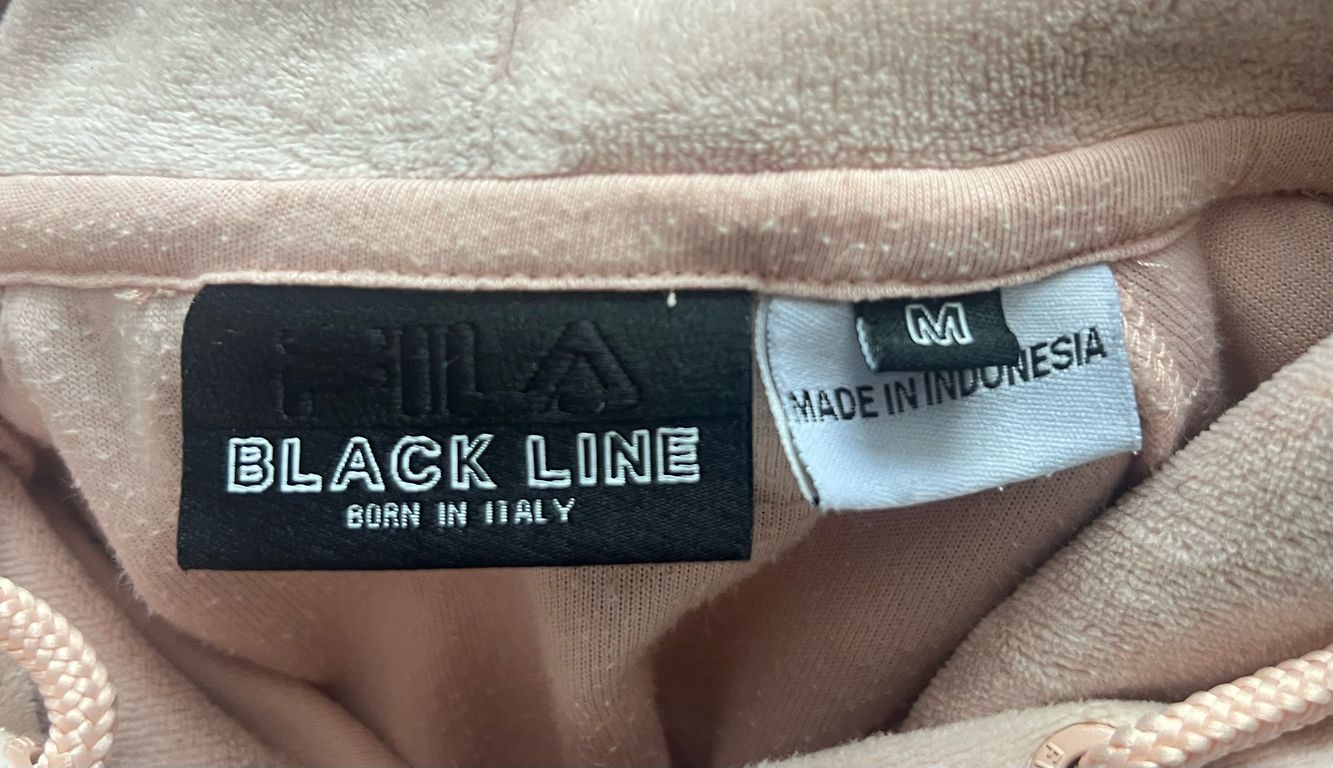 FILA
BLACK LINE
BORN IN ITALY
M
MADE IN INDONESIA
F